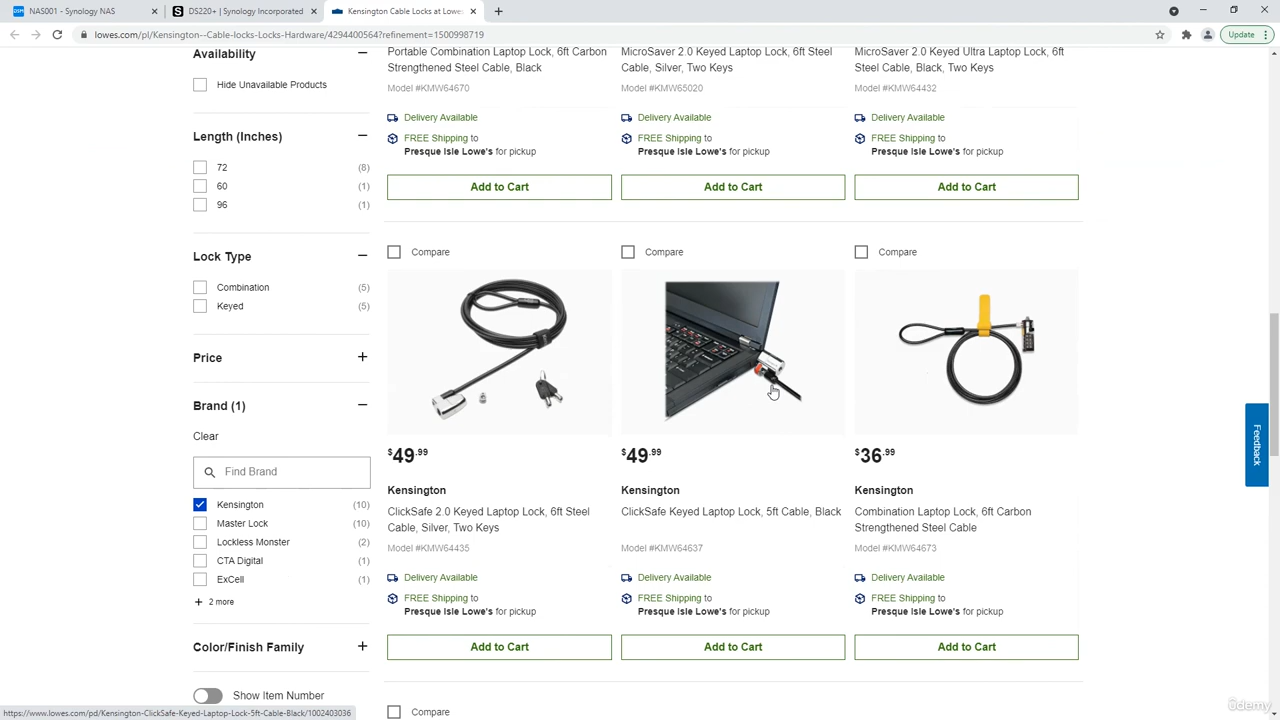 NAS001 - Synology NAS
DS220+ | Synology Incorporated
Kensington Cable Locks at Lowes
Update
lowes.com/pl/Kensington--Cable-locks-Locks-Hardware/4294400564?refinement=1500998719
Availability
Hide Unavailable Products
Length (Inches)
72 (8)
60 (1)
96 (1)
Lock Type
Combination (5)
Keyed (5)
Price
Brand (1)
Clear
Find Brand
Kensington (10)
Master Lock (10)
Lockless Monster (2)
CTA Digital (1)
ExCell (1)
2 more
Color/Finish Family
Show Item Number
Portable Combination Laptop Lock, 6ft Carbon
Strengthened Steel Cable, Black
Model #KMW64670
Delivery Available
FREE Shipping to
Presque Isle Lowe's for pickup
Add to Cart
MicroSaver 2.0 Keyed Laptop Lock, 6ft Steel
Cable, Silver, Two Keys
Model #KMW65020
Delivery Available
FREE Shipping to
Presque Isle Lowe's for pickup
Add to Cart
MicroSaver 2.0 Keyed Ultra Laptop Lock, 6ft
Steel Cable, Black, Two Keys
Model #KMW64432
Delivery Available
FREE Shipping to
Presque Isle Lowe's for pickup
Add to Cart
Compare
$49.99
Kensington
ClickSafe 2.0 Keyed Laptop Lock, 6ft Steel
Cable, Silver, Two Keys
Model #KMW64435
Delivery Available
FREE Shipping to
Presque Isle Lowe's for pickup
Add to Cart
Compare
$49.99
Kensington
ClickSafe Keyed Laptop Lock, 5ft Cable, Black
Model #KMW64637
Delivery Available
FREE Shipping to
Presque Isle Lowe's for pickup
Add to Cart
Compare
$36.99
Kensington
Combination Laptop Lock, 6ft Carbon
Strengthened Steel Cable
Model #KMW64673
Delivery Available
FREE Shipping to
Presque Isle Lowe's for pickup
Add to Cart
Compare
Feedback
https://www.lowes.com/pd/Kensington-ClickSafe-Keyed-Laptop-Lock-5ft-Cable-Black/1002403036
ûdemy